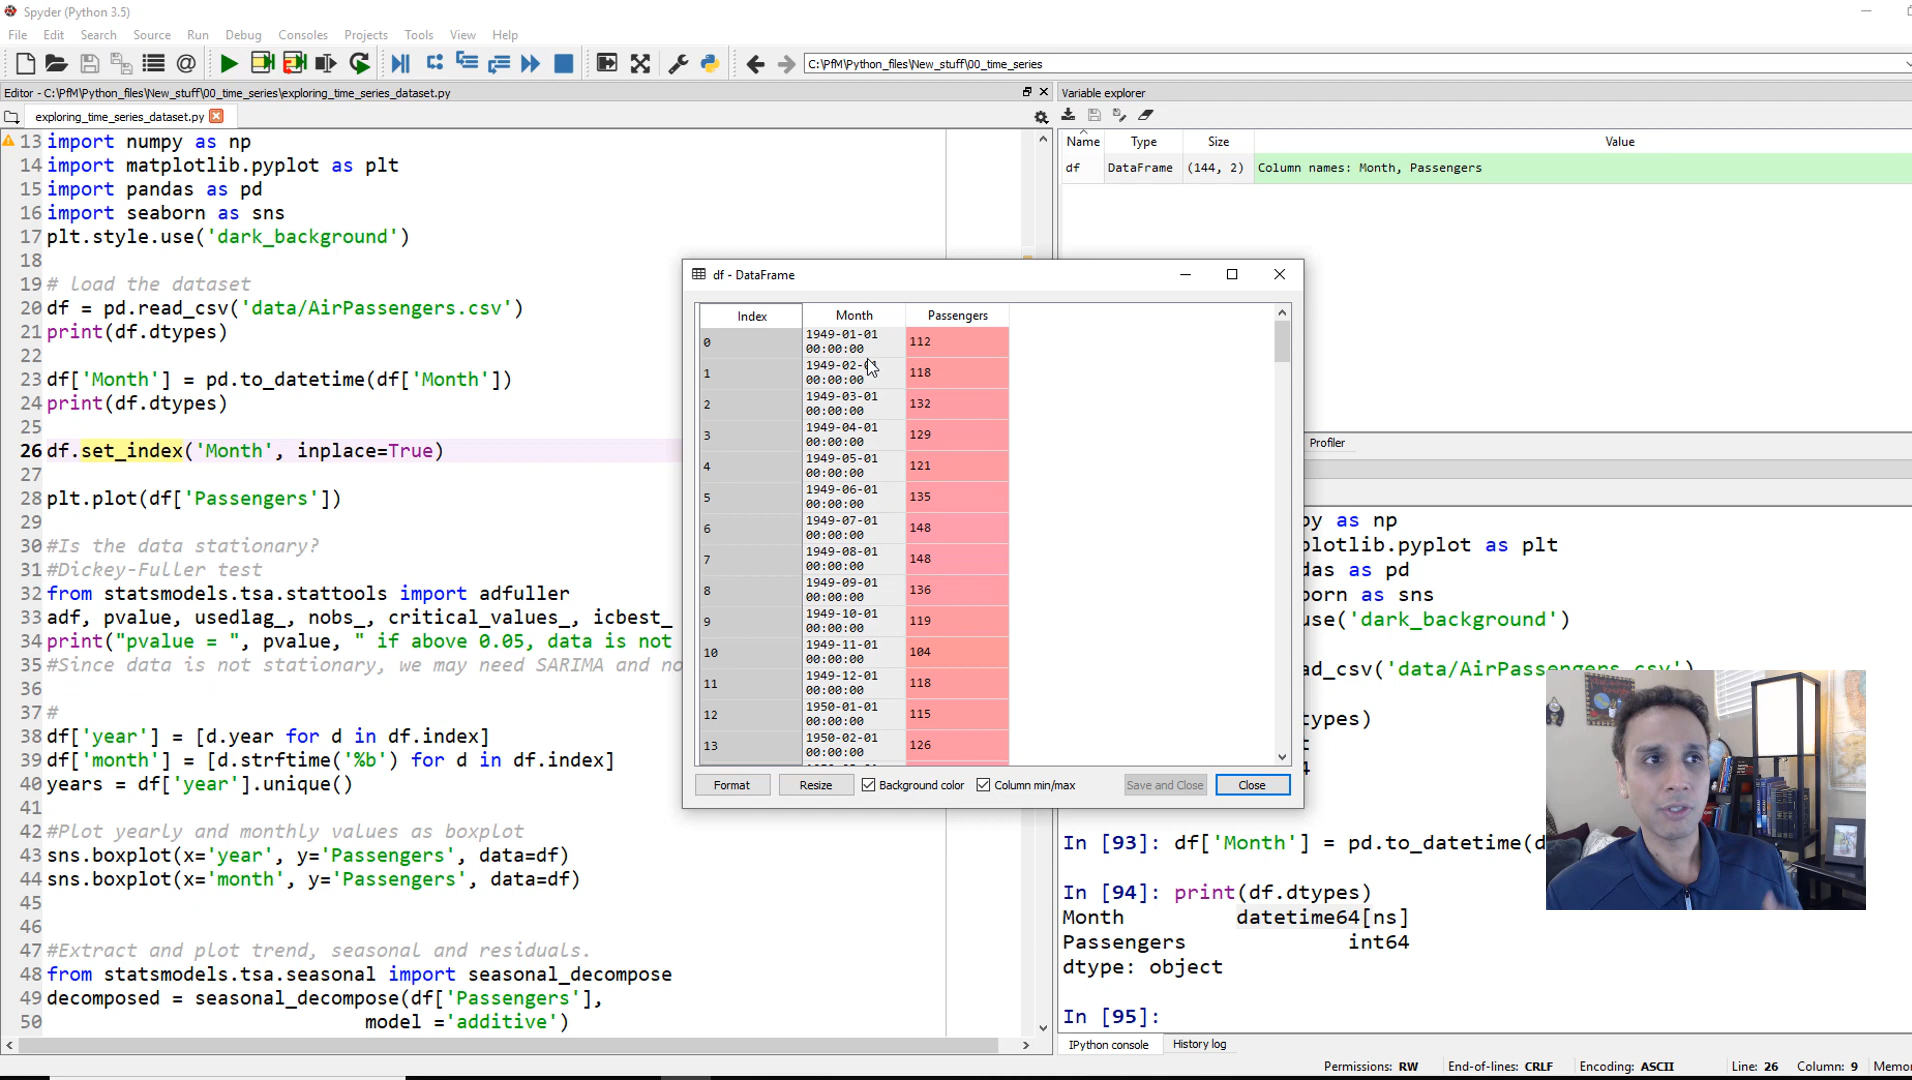 Spyder (Python 3.5)
File Edit Search Source Run Debug Consoles Projects Tools View Help
C:\PfM\Python_files\New_stuff\00_time_series
Editor - C:\PfM\Python_files\New_stuff\00_time_series\exploring_time_series_dataset.py
exploring_time_series_dataset.py
13 import numpy as np
14 import matplotlib.pyplot as plt
15 import pandas as pd
16 import seaborn as sns
17 plt.style.use('dark_background')
18
19 # load the dataset
20 df = pd.read_csv('data/AirPassengers.csv')
21 print(df.dtypes)
22
23 df['Month'] = pd.to_datetime(df['Month'])
24 print(df.dtypes)
25
26 df.set_index('Month', inplace=True)
27
28 plt.plot(df['Passengers'])
30 #Is the data stationary?
31 #Dickey-Fuller test
32 from statsmodels.tsa.stattools import adfuller
33 adf, pvalue, usedlag_, nobs_, critical_values_, icbest_
34 print("pvalue = ", pvalue, " if above 0.05, data is not
35 #Since data is not stationary, we may need SARIMA and no
36
37 #
38 df['year'] = [d.year for d in df.index]
39 df['month'] = [d.strftime('%b') for d in df.index]
40 years = df['year'].unique()
41
42 #Plot yearly and monthly values as boxplot
43 sns.boxplot(x='year', y='Passengers', data=df)
44 sns.boxplot(x='month', y='Passengers', data=df)
45
46
47 #Extract and plot trend, seasonal and residuals.
48 from statsmodels.tsa.seasonal import seasonal_decompose
49 decomposed = seasonal_decompose(df['Passengers'],
50 model ='additive')
df - DataFrame
Index Month Passengers
0 1949-01-01 00:00:00 112
1 1949-02-01 00:00:00 118
2 1949-03-01 00:00:00 132
3 1949-04-01 00:00:00 129
4 1949-05-01 00:00:00 121
5 1949-06-01 00:00:00 135
6 1949-07-01 00:00:00 148
7 1949-08-01 00:00:00 148
8 1949-09-01 00:00:00 136
9 1949-10-01 00:00:00 119
10 1949-11-01 00:00:00 104
11 1949-12-01 00:00:00 118
12 1950-01-01 00:00:00 115
13 1950-02-01 00:00:00 126
Format Resize Background color Column min/max Save and Close Close
Variable explorer
Name Type Size Value
df DataFrame (144, 2) Column names: Month, Passengers
Profiler
py as np
plotlib.pyplot as plt
das as pd
born as sns
use('dark_background')
ad_csv('data/AirPassengers.csv')
types)
t
4
In [93]: df['Month'] = pd.to_datetime(d
In [94]: print(df.dtypes)
Month datetime64[ns]
Passengers int64
dtype: object
In [95]:
IPython console History log
Permissions: RW End-of-lines: CRLF Encoding: ASCII Line: 26 Column: 9 Memor